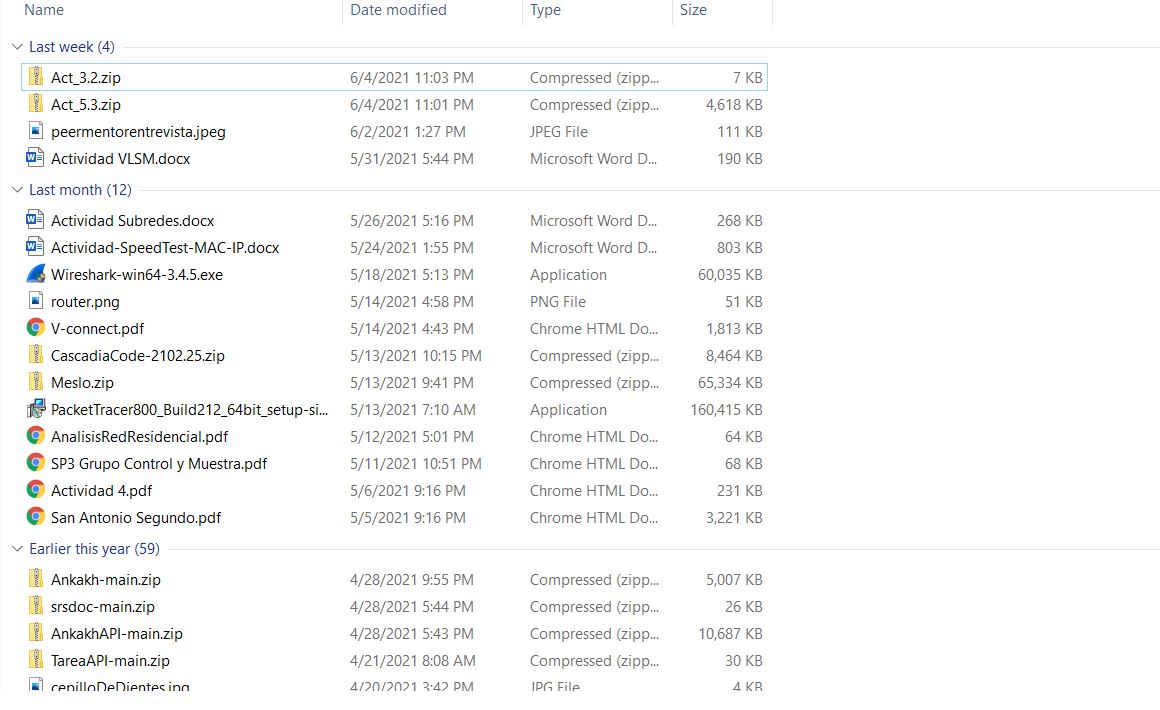 Name Date modified Type Size
Last week (4)
Act_3.2.zip 6/4/2021 11:03 PM Compressed (zipp... 7 KB
Act_5.3.zip 6/4/2021 11:01 PM Compressed (zipp... 4,618 KB
peermentorentrevista.jpeg 6/2/2021 1:27 PM JPEG File 111 KB
Actividad VLSM.docx 5/31/2021 5:44 PM Microsoft Word D... 190 KB
Last month (12)
Actividad Subredes.docx 5/26/2021 5:16 PM Microsoft Word D... 268 KB
Actividad-SpeedTest-MAC-IP.docx 5/24/2021 1:55 PM Microsoft Word D... 803 KB
Wireshark-win64-3.4.5.exe 5/18/2021 5:13 PM Application 60,035 KB
router.png 5/14/2021 4:58 PM PNG File 51 KB
V-connect.pdf 5/14/2021 4:43 PM Chrome HTML Do... 1,813 KB
CascadiaCode-2102.25.zip 5/13/2021 10:15 PM Compressed (zipp... 8,464 KB
Meslo.zip 5/13/2021 9:41 PM Compressed (zipp... 65,334 KB
PacketTracer800_Build212_64bit_setup-si... 5/13/2021 7:10 AM Application 160,415 KB
AnalisisRedResidencial.pdf 5/12/2021 5:01 PM Chrome HTML Do... 64 KB
SP3 Grupo Control y Muestra.pdf 5/11/2021 10:51 PM Chrome HTML Do... 68 KB
Actividad 4.pdf 5/6/2021 9:16 PM Chrome HTML Do... 231 KB
San Antonio Segundo.pdf 5/5/2021 9:16 PM Chrome HTML Do... 3,221 KB
Earlier this year (59)
Ankakh-main.zip 4/28/2021 9:55 PM Compressed (zipp... 5,007 KB
srsdoc-main.zip 4/28/2021 5:44 PM Compressed (zipp... 26 KB
AnkakhAPI-main.zip 4/28/2021 5:43 PM Compressed (zipp... 10,687 KB
TareaAPI-main.zip 4/21/2021 8:08 AM Compressed (zipp... 30 KB
cepilloDeDientes.jpg 4/20/2021 3:42 PM JPG File 4 KB